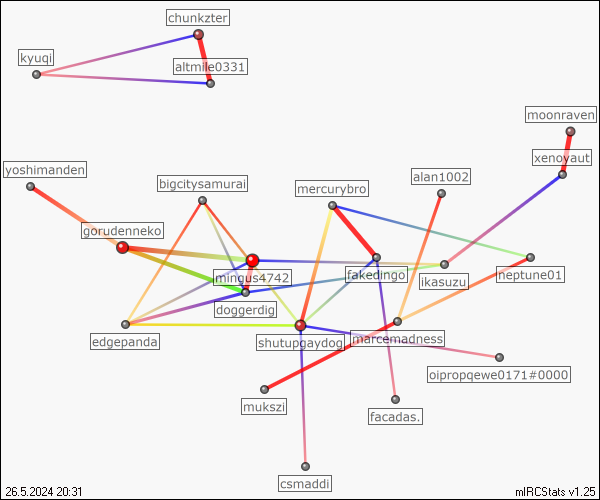 chunkzter
kyuqi
altmile0331
moonraven
xenoyaut
yoshimanden
bigcitysamurai
mercurybro
alan1002
gorudenneko
mingus4742
fakedingo
ikasuzu
neptune01
doggerdig
edgepanda
shutupgaydog
marcemadness
oipropqewe0171#0000
mukszi
facadas.
csmaddi
26.5.2024 20:31
mIRCStats v1.25